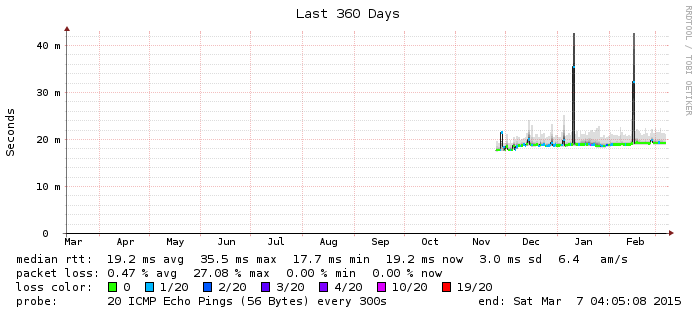 Last 360 Days
RRDTOOL / TOBI OETIKER
Seconds
40 m
30 m
20 m
10 m
0
Mar Apr May Jun Jul Aug Sep Oct Nov Dec Jan Feb
median rtt: 19.2 ms avg 35.5 ms max 17.7 ms min 19.2 ms now 3.0 ms sd 6.4 am/s
packet loss: 0.47 % avg 27.08 % max 0.00 % min 0.00 % now
loss color: 0 1/20 2/20 3/20 4/20 10/20 19/20
probe: 20 ICMP Echo Pings (56 Bytes) every 300s end: Sat Mar 7 04:05:08 2015